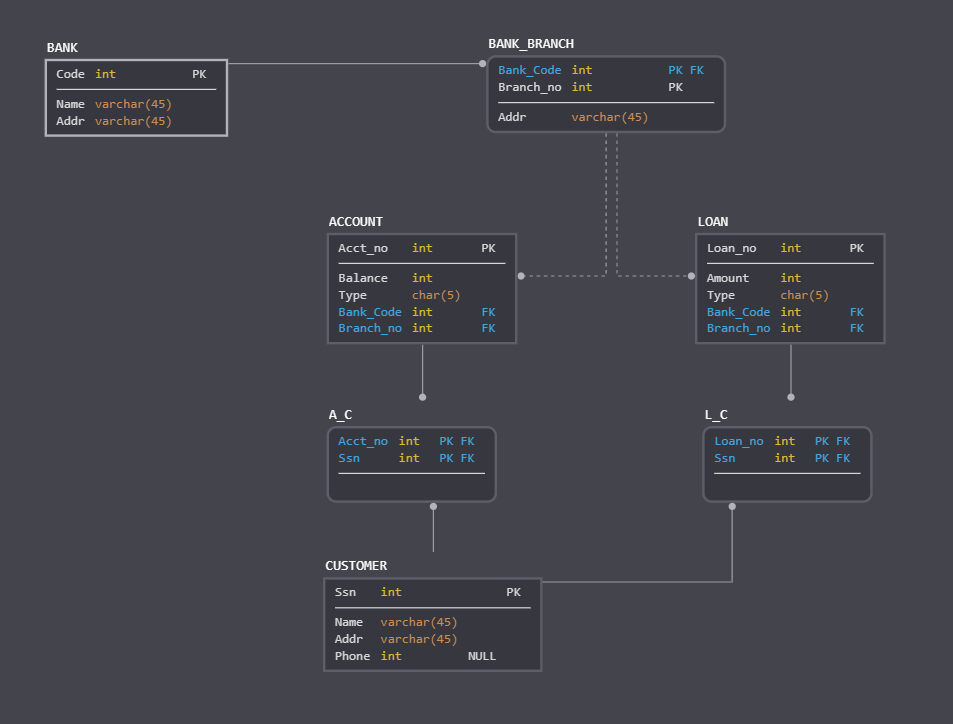 BANK
Code int PK
Name varchar(45)
Addr varchar(45)
BANK_BRANCH
Bank_Code int PK FK
Branch_no int PK
Addr varchar(45)
ACCOUNT
Acct_no int PK
Balance int
Type char(5)
Bank_Code int FK
Branch_no int FK
LOAN
Loan_no int PK
Amount int
Type char(5)
Bank_Code int FK
Branch_no int FK
A_C
Acct_no int PK FK
Ssn int PK FK
L_C
Loan_no int PK FK
Ssn int PK FK
CUSTOMER
Ssn int PK
Name varchar(45)
Addr varchar(45)
Phone int NULL